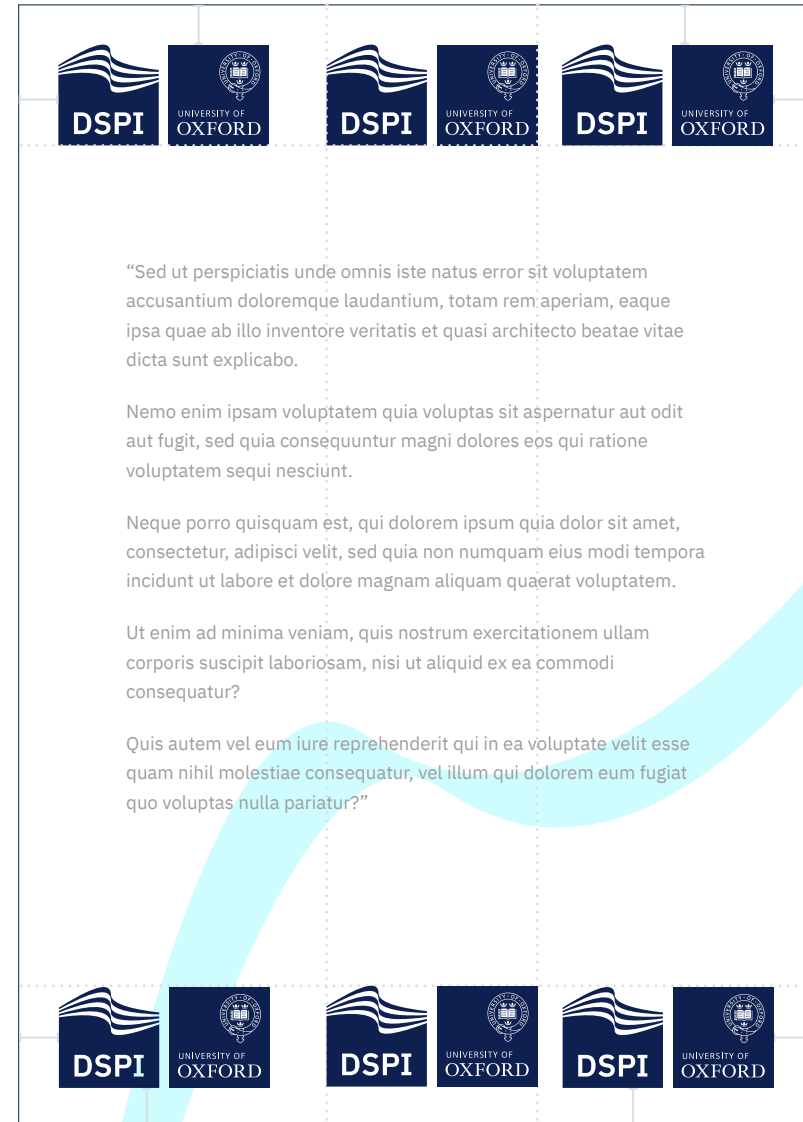 DSPI UNIVERSITY OF OXFORD DSPI UNIVERSITY OF OXFORD DSPI UNIVERSITY OF OXFORD
“Sed ut perspiciatis unde omnis iste natus error sit voluptatem
accusantium doloremque laudantium, totam rem aperiam, eaque
ipsa quae ab illo inventore veritatis et quasi architecto beatae vitae
dicta sunt explicabo.
Nemo enim ipsam voluptatem quia voluptas sit aspernatur aut odit
aut fugit, sed quia consequuntur magni dolores eos qui ratione
voluptatem sequi nesciunt.
Neque porro quisquam est, qui dolorem ipsum quia dolor sit amet,
consectetur, adipisci velit, sed quia non numquam eius modi tempora
incidunt ut labore et dolore magnam aliquam quaerat voluptatem.
Ut enim ad minima veniam, quis nostrum exercitationem ullam
corporis suscipit laboriosam, nisi ut aliquid ex ea commodi
consequatur?
Quis autem vel eum iure reprehenderit qui in ea voluptate velit esse
quam nihil molestiae consequatur, vel illum qui dolorem eum fugiat
quo voluptas nulla pariatur?”
DSPI UNIVERSITY OF OXFORD DSPI UNIVERSITY OF OXFORD DSPI UNIVERSITY OF OXFORD